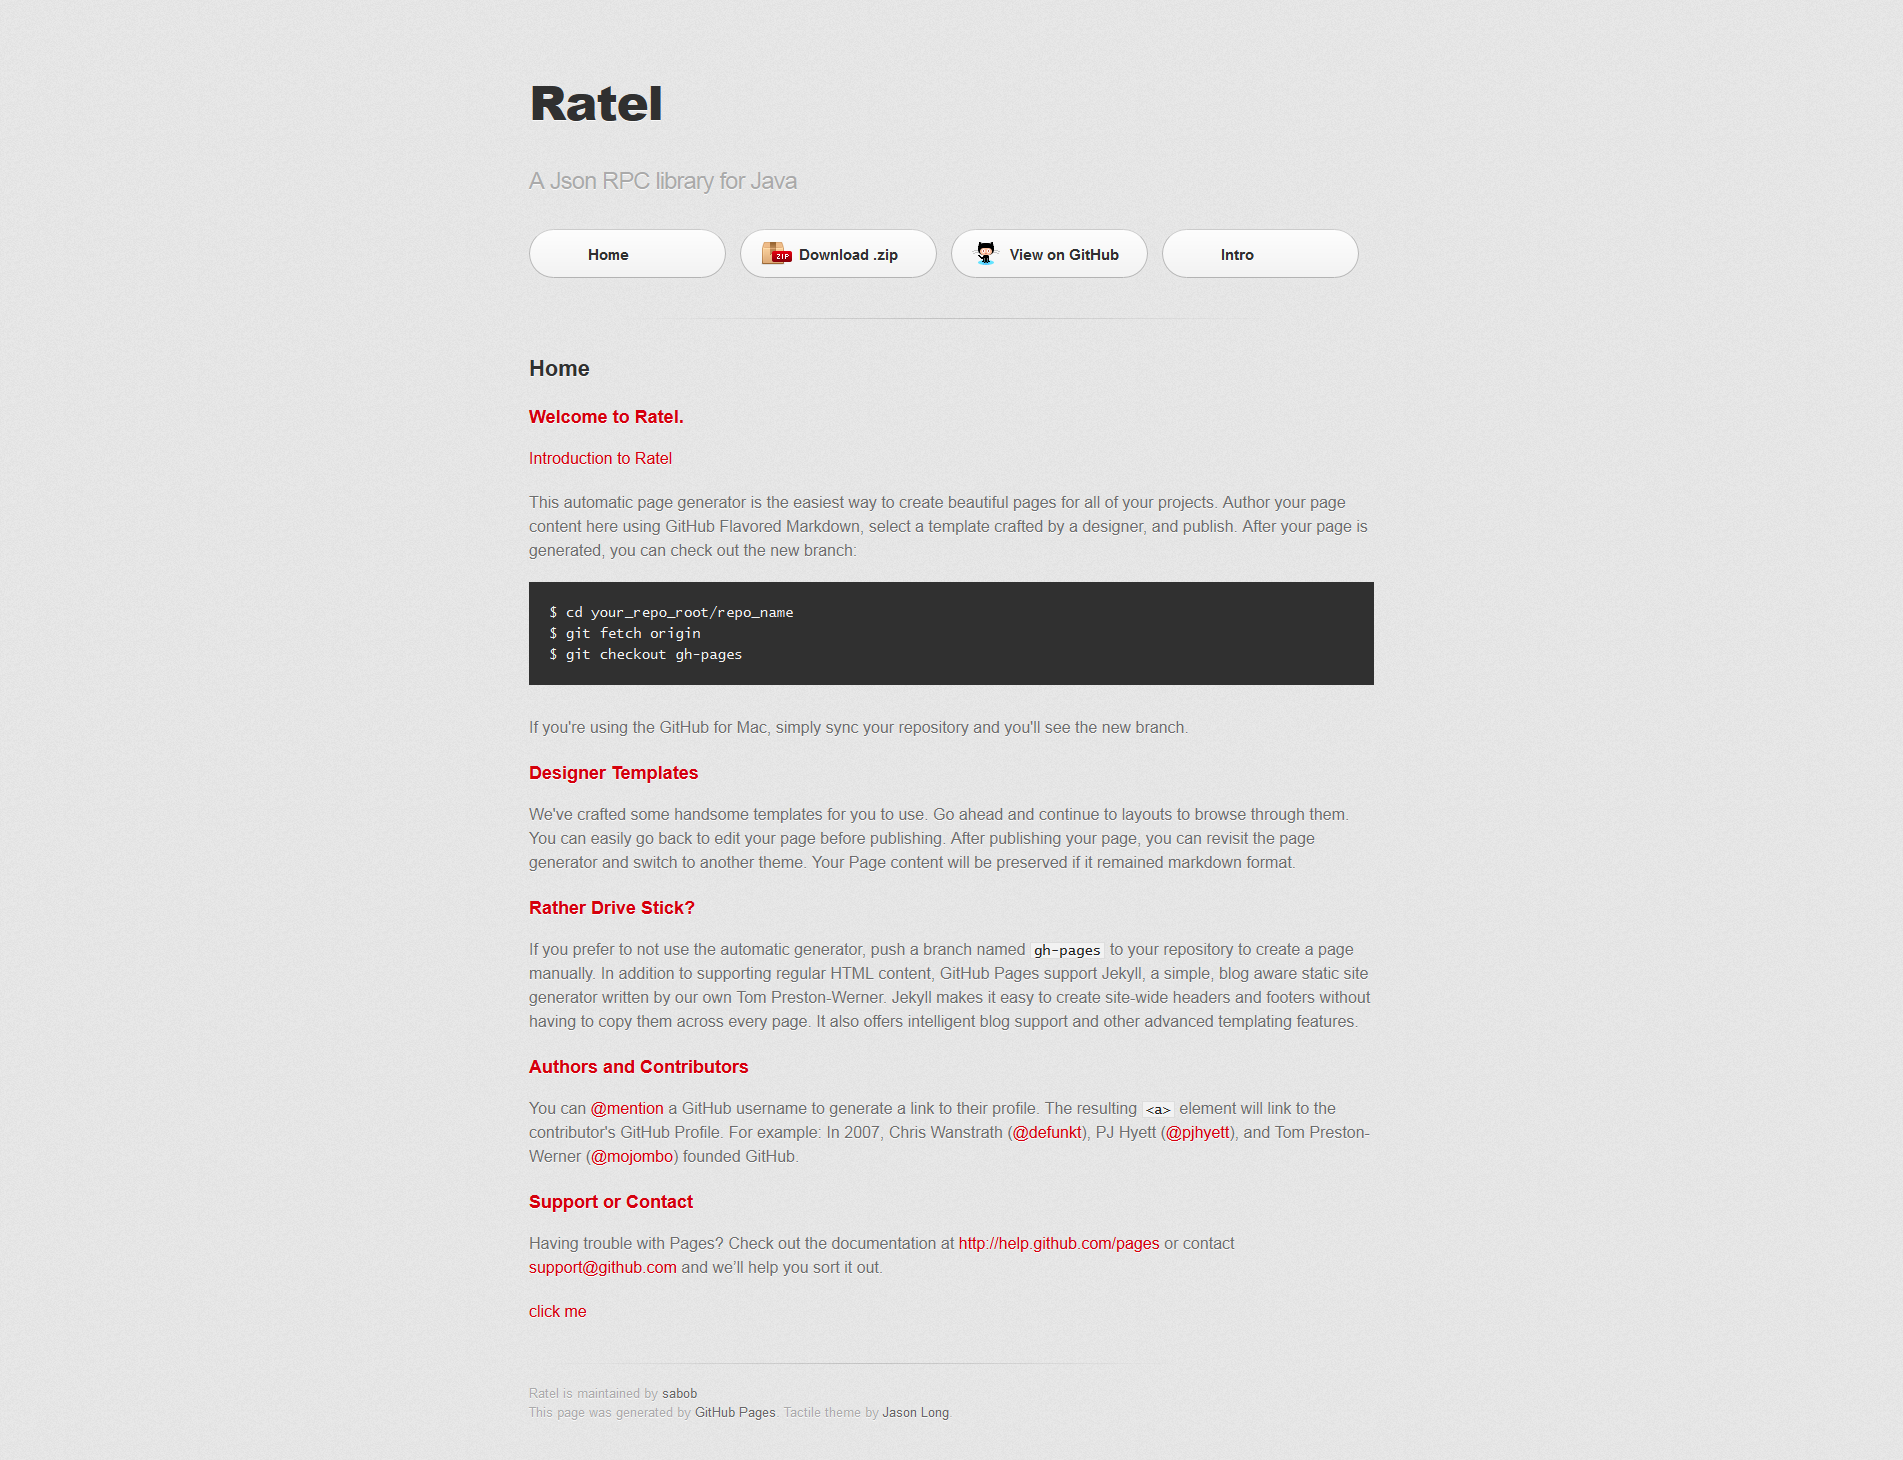 Ratel
A Json RPC library for Java
Home
ZIP Download .zip
View on GitHub
Intro
Home
Welcome to Ratel.
Introduction to Ratel
This automatic page generator is the easiest way to create beautiful pages for all of your projects. Author your page
content here using GitHub Flavored Markdown, select a template crafted by a designer, and publish. After your page is
generated, you can check out the new branch:
$ cd your_repo_root/repo_name
$ git fetch origin
$ git checkout gh-pages
If you're using the GitHub for Mac, simply sync your repository and you'll see the new branch.
Designer Templates
We've crafted some handsome templates for you to use. Go ahead and continue to layouts to browse through them.
You can easily go back to edit your page before publishing. After publishing your page, you can revisit the page
generator and switch to another theme. Your Page content will be preserved if it remained markdown format.
Rather Drive Stick?
If you prefer to not use the automatic generator, push a branch named gh-pages to your repository to create a page
manually. In addition to supporting regular HTML content, GitHub Pages support Jekyll, a simple, blog aware static site
generator written by our own Tom Preston-Werner. Jekyll makes it easy to create site-wide headers and footers without
having to copy them across every page. It also offers intelligent blog support and other advanced templating features.
Authors and Contributors
You can @mention a GitHub username to generate a link to their profile. The resulting <a> element will link to the
contributor's GitHub Profile. For example: In 2007, Chris Wanstrath (@defunkt), PJ Hyett (@pjhyett), and Tom Preston-
Werner (@mojombo) founded GitHub.
Support or Contact
Having trouble with Pages? Check out the documentation at http://help.github.com/pages or contact
support@github.com and we’ll help you sort it out.
click me
Ratel is maintained by sabob
This page was generated by GitHub Pages. Tactile theme by Jason Long.